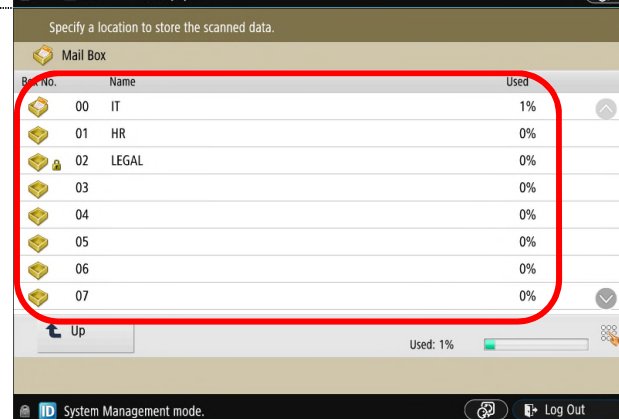 Specify a location to store the scanned data.
Mail Box
Box No. Name Used
00 IT 1%
01 HR 0%
02 LEGAL 0%
03 0%
04 0%
05 0%
06 0%
07 0%
Up
Used: 1%
ID System Management mode. Log Out